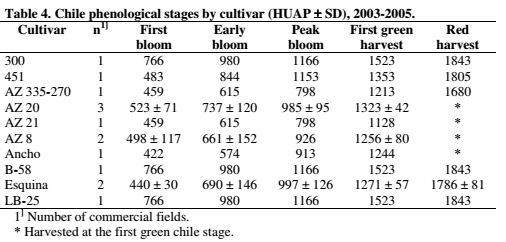 Table 4. Chile phenological stages by cultivar (HUAP ± SD), 2003-2005.
Cultivar n1] First bloom Early bloom Peak bloom First green harvest Red harvest
300 1 766 980 1166 1523 1843
451 1 483 844 1153 1353 1805
AZ 335-270 1 459 615 798 1213 1680
AZ 20 3 523 ± 71 737 ± 120 985 ± 95 1323 ± 42 *
AZ 21 1 459 615 798 1128 *
AZ 8 2 498 ± 117 661 ± 152 926 1256 ± 80 *
Ancho 1 422 574 913 1244 *
B-58 1 766 980 1166 1523 1843
Esquina 2 440 ± 30 690 ± 146 997 ± 126 1271 ± 57 1786 ± 81
LB-25 1 766 980 1166 1523 1843
1] Number of commercial fields.
* Harvested at the first green chile stage.